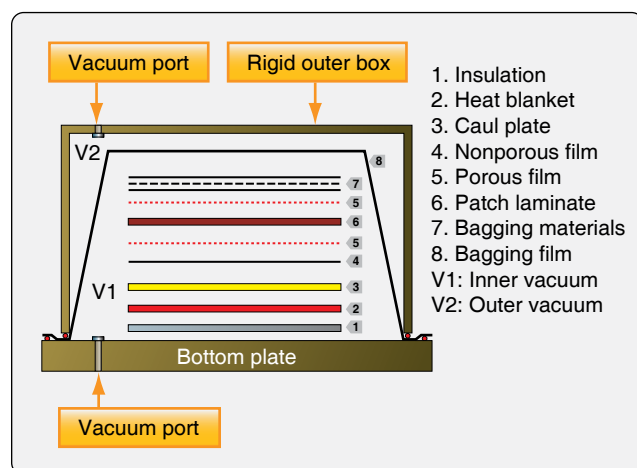 Vacuum port
Rigid outer box
1. Insulation
2. Heat blanket
3. Caul plate
4. Nonporous film
5. Porous film
6. Patch laminate
7. Bagging materials
8. Bagging film
V1: Inner vacuum
V2: Outer vacuum
V2
8
7
5
6
5
4
V1
3
2
1
Bottom plate
Vacuum port